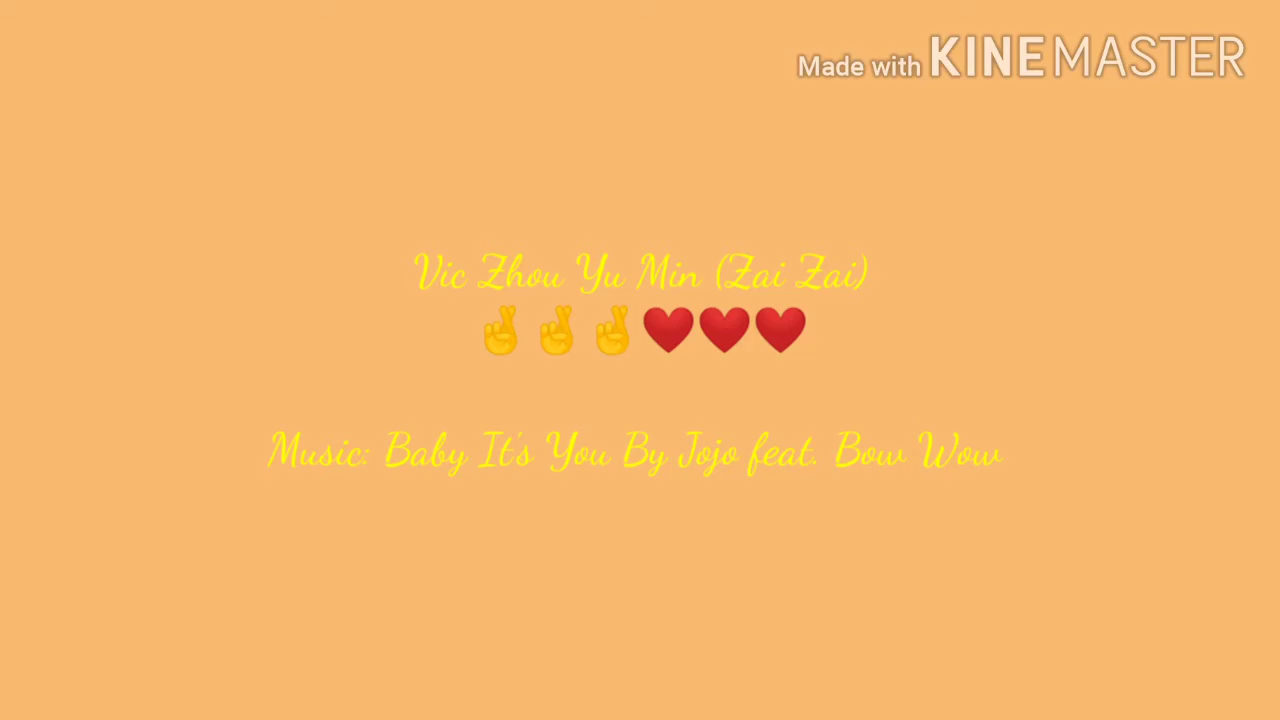 Made with KINEMASTER
Vic Zhou Yu Min (Zai Zai)
🤞🤞🤞❤️❤️❤️
Music: Baby It's You By Jojo feat. Bow Wow